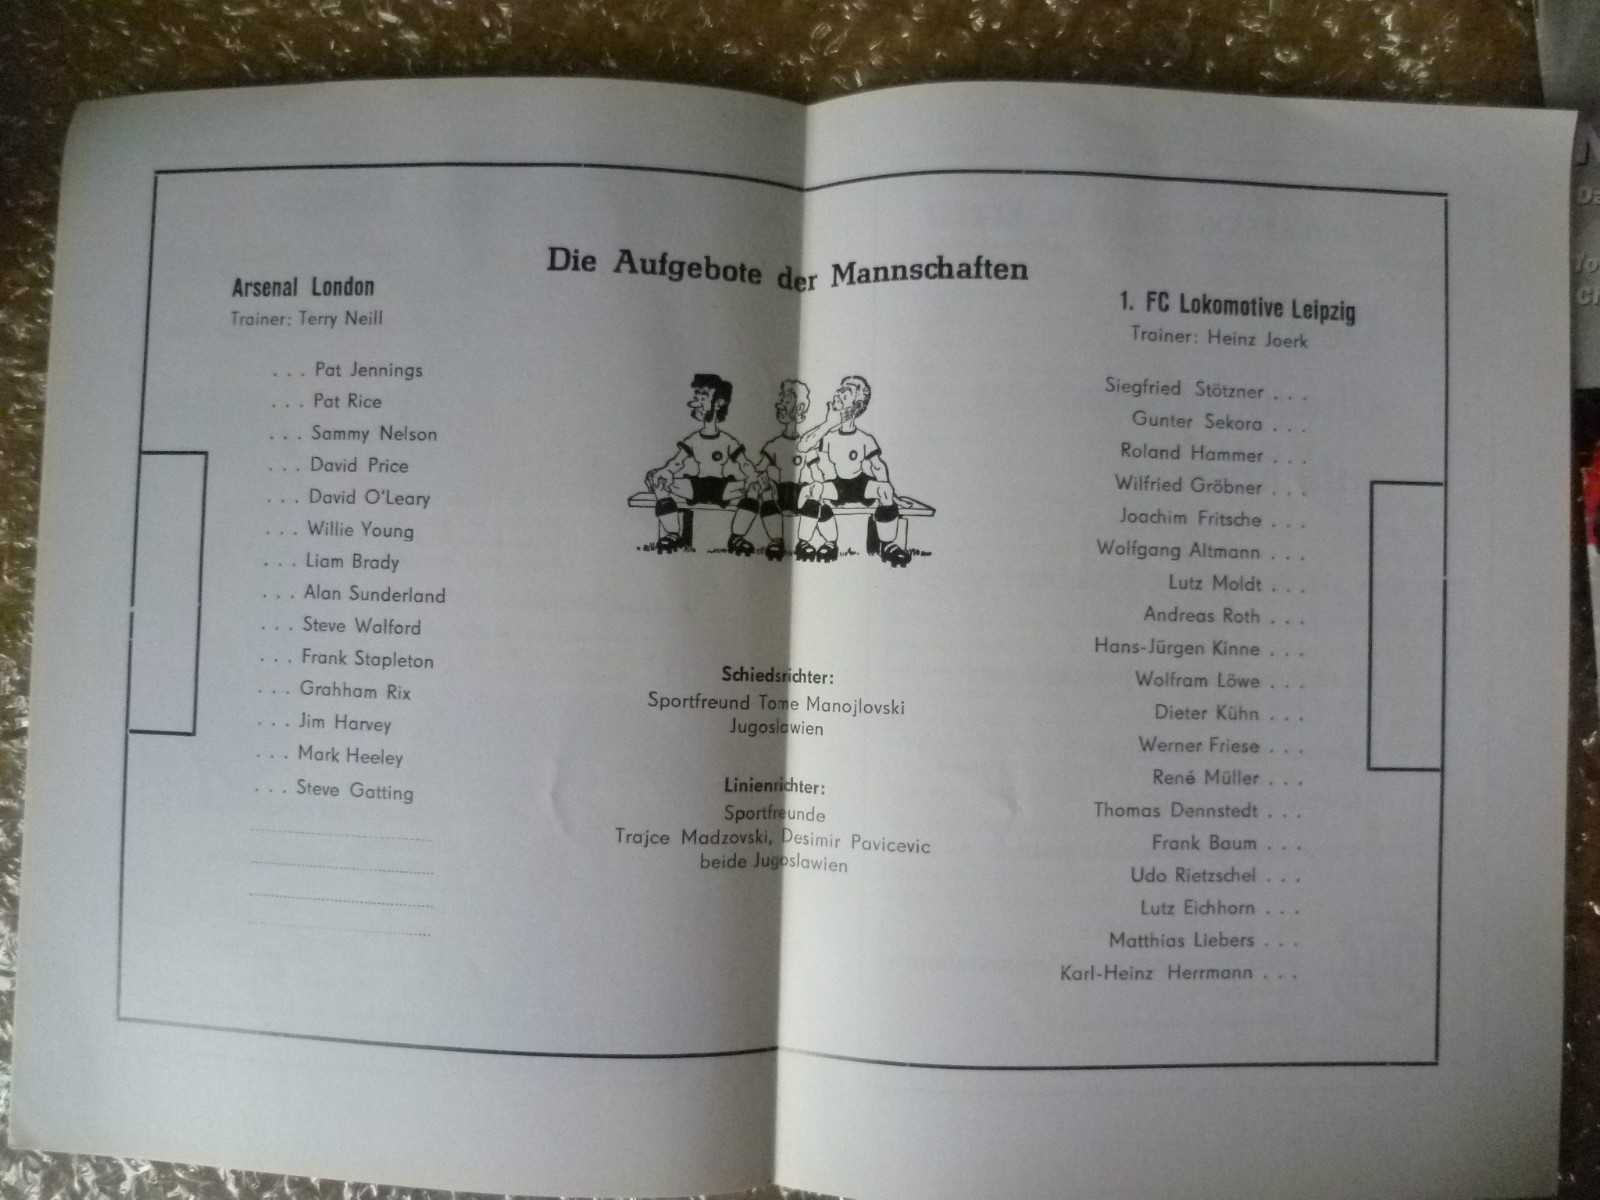 Die Aufgebote der Mannschaften
Arsenal London
Trainer: Terry Neill
. . . Pat Jennings
. . . Pat Rice
. . . Sammy Nelson
. . . David Price
. . . David O'Leary
. . . Willie Young
. . . Liam Brady
. . . Alan Sunderland
. . . Steve Walford
. . . Frank Stapleton
. . . Grahham Rix
. . . Jim Harvey
. . . Mark Heeley
. . . Steve Gatting
Schiedsrichter:
Sportfreund Tome Manojlovski
Jugoslawien
Linienrichter:
Sportfreunde
Trajce Madzovski, Desimir Pavicevic
beide Jugoslawien
1. FC Lokomotive Leipzig
Trainer: Heinz Joerk
Siegfried Stötzner . . .
Gunter Sekora . . .
Roland Hammer . . .
Wilfried Gröbner . . .
Joachim Fritsche . . .
Wolfgang Altmann . . .
Lutz Moldt . . .
Andreas Roth . . .
Hans-Jürgen Kinne . . .
Wolfram Löwe . . .
Dieter Kühn . . .
Werner Friese . . .
René Müller . . .
Thomas Dennstedt . . .
Frank Baum . . .
Udo Rietzschel . . .
Lutz Eichhorn . . .
Matthias Liebers . . .
Karl-Heinz Herrmann . . .